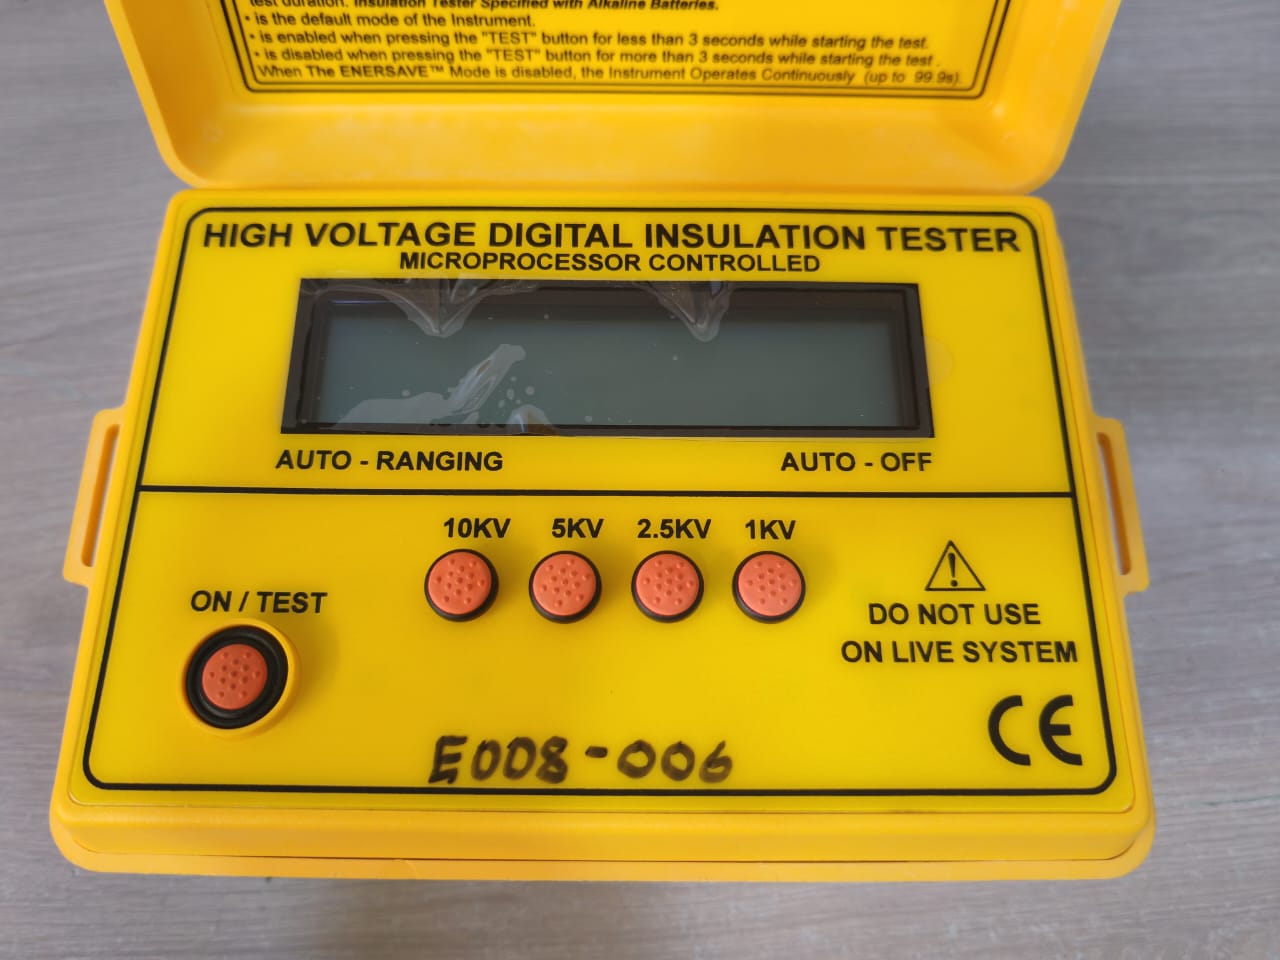 test duration. Insulation Tester Specified with Alkaline Batteries.
• is the default mode of the Instrument.
• is enabled when pressing the "TEST" button for less than 3 seconds while starting the test.
• is disabled when pressing the "TEST" button for more than 3 seconds while starting the test .
When The ENERSAVE™ Mode is disabled, the Instrument Operates Continuously (up to 99.9s).
HIGH VOLTAGE DIGITAL INSULATION TESTER
MICROPROCESSOR CONTROLLED
AUTO - RANGING AUTO - OFF
10KV 5KV 2.5KV 1KV
ON / TEST
DO NOT USE
ON LIVE SYSTEM
CE
E008-006